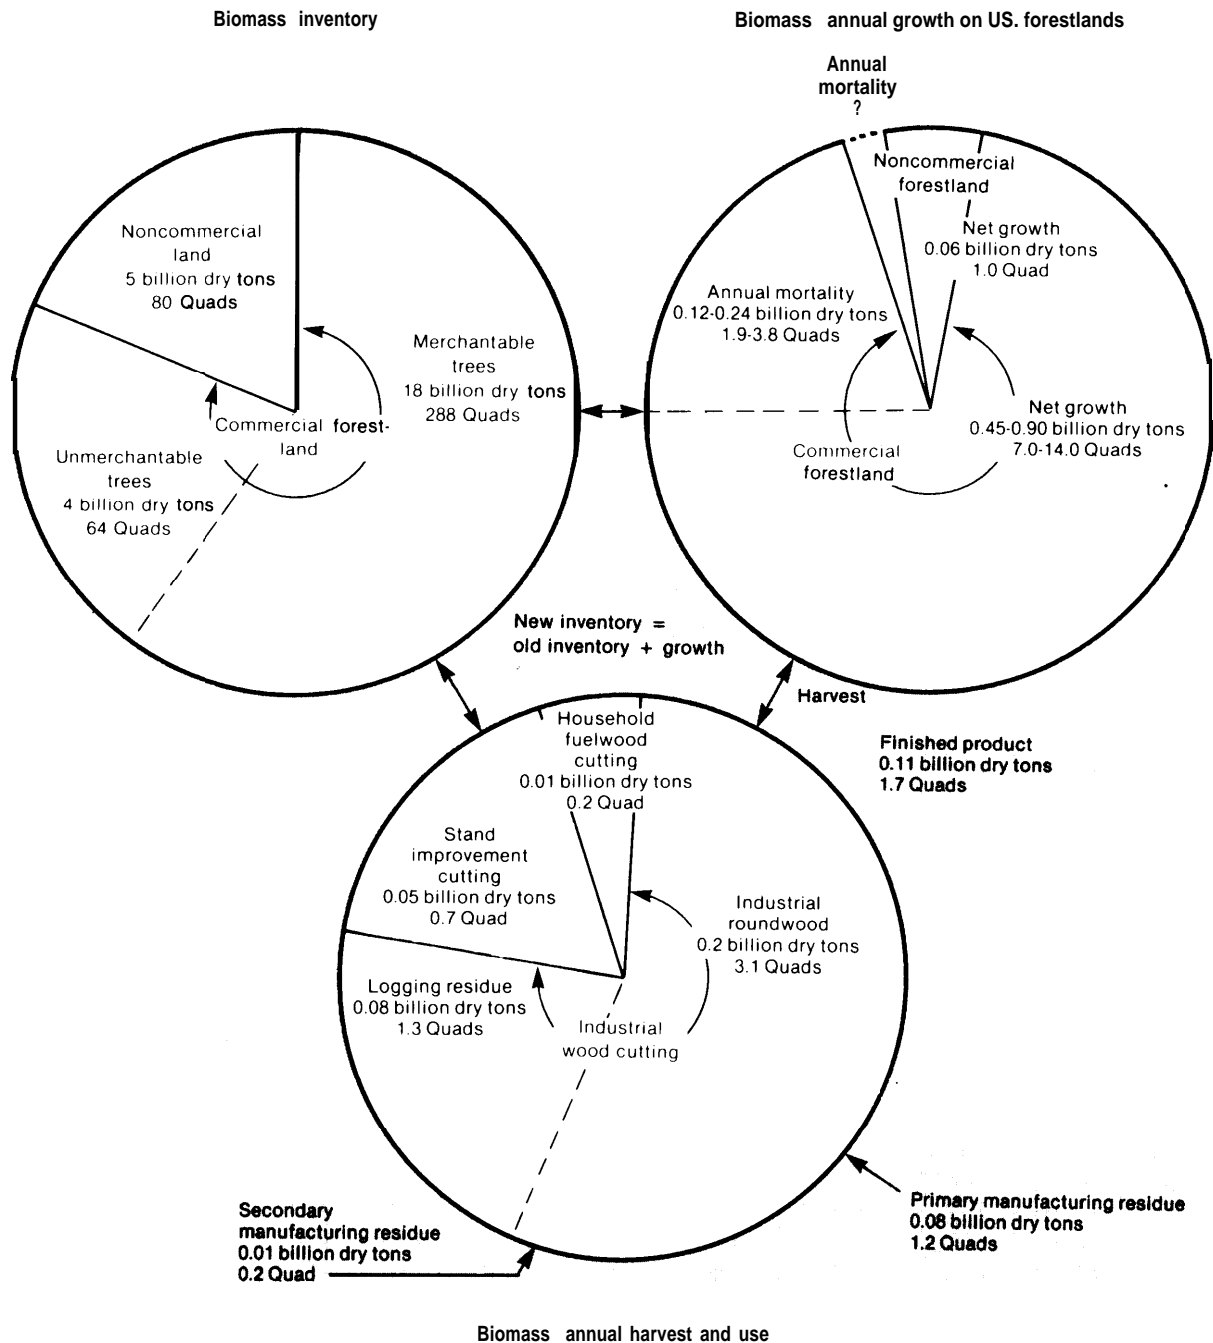 Biomass inventory
Biomass annual growth on US. forestlands
Annual
mortality
?
Noncommercial
land
5 billion dry tons
80 Quads
Merchantable
trees
18 billion dry tons
288 Quads
Commercial forest-
land
Unmerchantable
trees
4 billion dry tons
64 Quads
Noncommercial
forestland
Net growth
0.06 billion dry tons
1.0 Quad
Annual mortality
0.12-0.24 billion dry tons
1.9-3.8 Quads
Net growth
0.45-0.90 billion dry tons
7.0-14.0 Quads
Commercial
forestland
New inventory =
old inventory + growth
Harvest
Finished product
0.11 billion dry tons
1.7 Quads
Household
fuelwood
cutting
0.01 billion dry tons
0.2 Quad
Stand
improvement
cutting
0.05 billion dry tons
0.7 Quad
Industrial
roundwood
0.2 billion dry tons
3.1 Quads
Logging residue
0.08 billion dry tons
1.3 Quads
Industrial
wood cutting
Secondary
manufacturing residue
0.01 billion dry tons
0.2 Quad
Primary manufacturing residue
0.08 billion dry tons
1.2 Quads
Biomass annual harvest and use